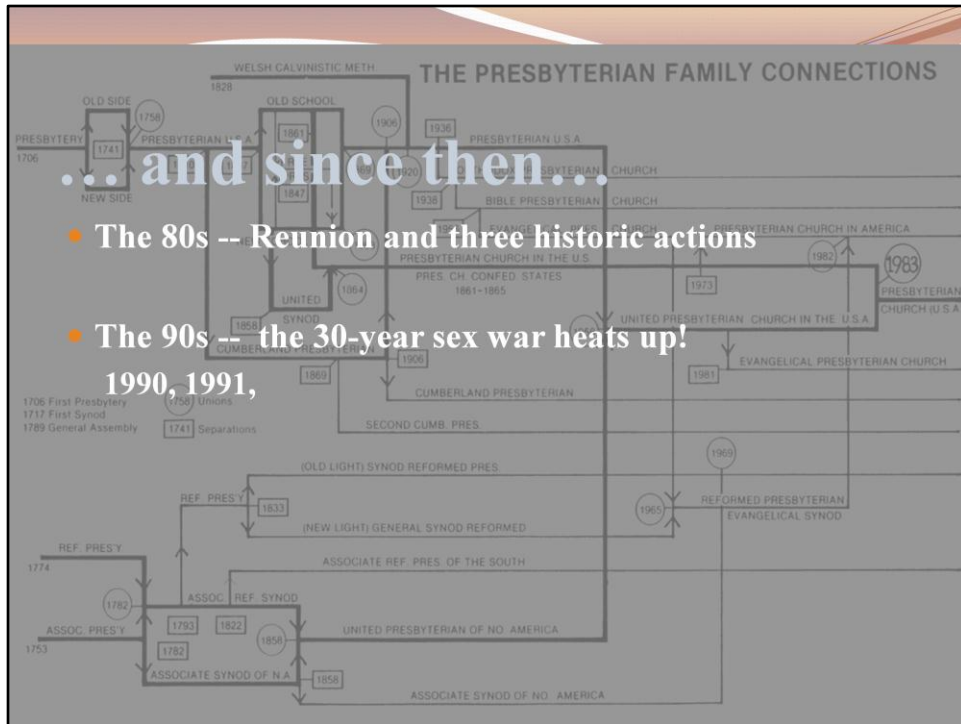 THE PRESBYTERIAN FAMILY CONNECTIONS
WELSH CALVINISTIC METH.
1828
OLD SIDE
1758
OLD SCHOOL
PRESBYTERY
1706
1741
PRESBYTERIAN U.S.A.
1861
1906
1936
PRESBYTERIAN U.S.A.
NEW SIDE
1847
1920
… and since then…
CHURCH
1938
BIBLE PRESBYTERIAN CHURCH
• The 80s -- Reunion and three historic actions
PRESBYTERIAN CHURCH IN AMERICA
PRESBYTERIAN CHURCH IN THE U.S.
1982
1983
PRES. CH. CONFED. STATES
1861-1865
1864
1973
PRESBYTERIAN
CHURCH (U.S.A.
UNITED
SYNOD
1858
UNITED PRESBYTERIAN CHURCH IN THE U.S.A.
• The 90s -- the 30-year sex war heats up!
CUMBERLAND PRESBYTERIAN
1906
1869
1981
EVANGELICAL PRESBYTERIAN CHURCH
1990, 1991,
CUMBERLAND PRESBYTERIAN
1706 First Presbytery
1717 First Synod
1789 General Assembly
1758 Unions
1741 Separations
SECOND CUMB. PRES.
1969
(OLD LIGHT) SYNOD REFORMED PRES.
REF. PRES'Y
1833
1965
REFORMED PRESBYTERIAN
EVANGELICAL SYNOD
(NEW LIGHT) GENERAL SYNOD REFORMED
REF. PRES'Y
1774
ASSOCIATE REF. PRES. OF THE SOUTH
1782
ASSOC. REF. SYNOD
1793
1822
ASSOC. PRES'Y
1753
1782
1858
UNITED PRESBYTERIAN OF NO. AMERICA
ASSOCIATE SYNOD OF N.A.
1858
ASSOCIATE SYNOD OF NO. AMERICA